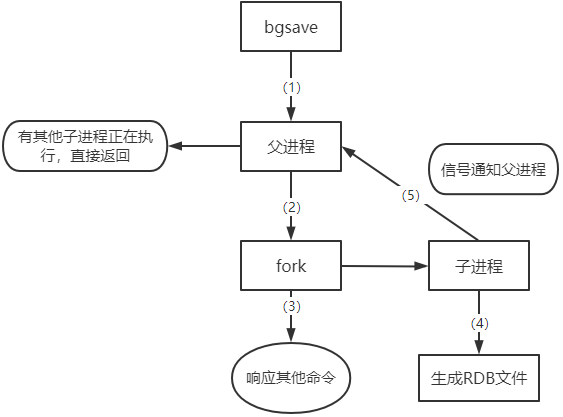 bgsave
(1)
有其他子进程正在执
行，直接返回
父进程
信号通知父进程
(5)
(2)
fork
子进程
(3)
(4)
响应其他命令
生成RDB文件